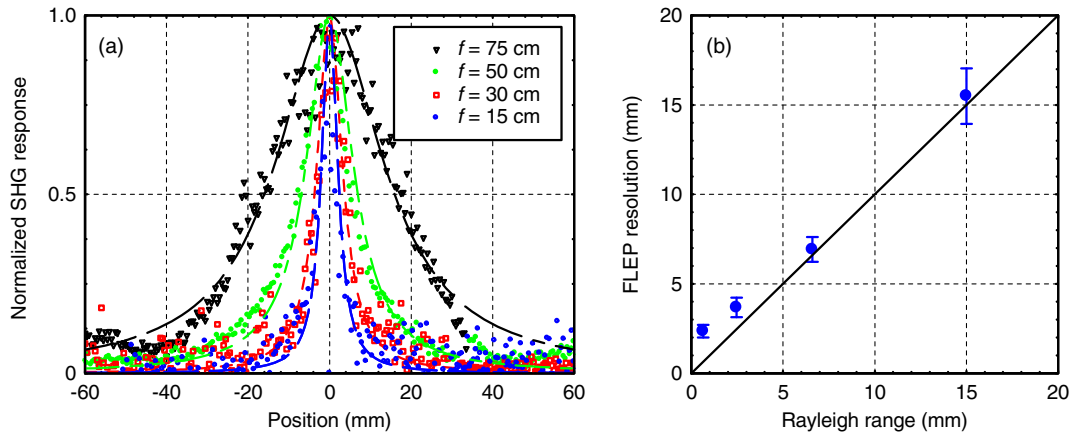 (a)
f = 75 cm
f = 50 cm
f = 30 cm
f = 15 cm
Normalized SHG response
1.0
0.5
0
-60
-40
-20
0
20
40
60
Position (mm)
(b)
FLEP resolution (mm)
20
15
10
5
0
0
5
10
15
20
Rayleigh range (mm)